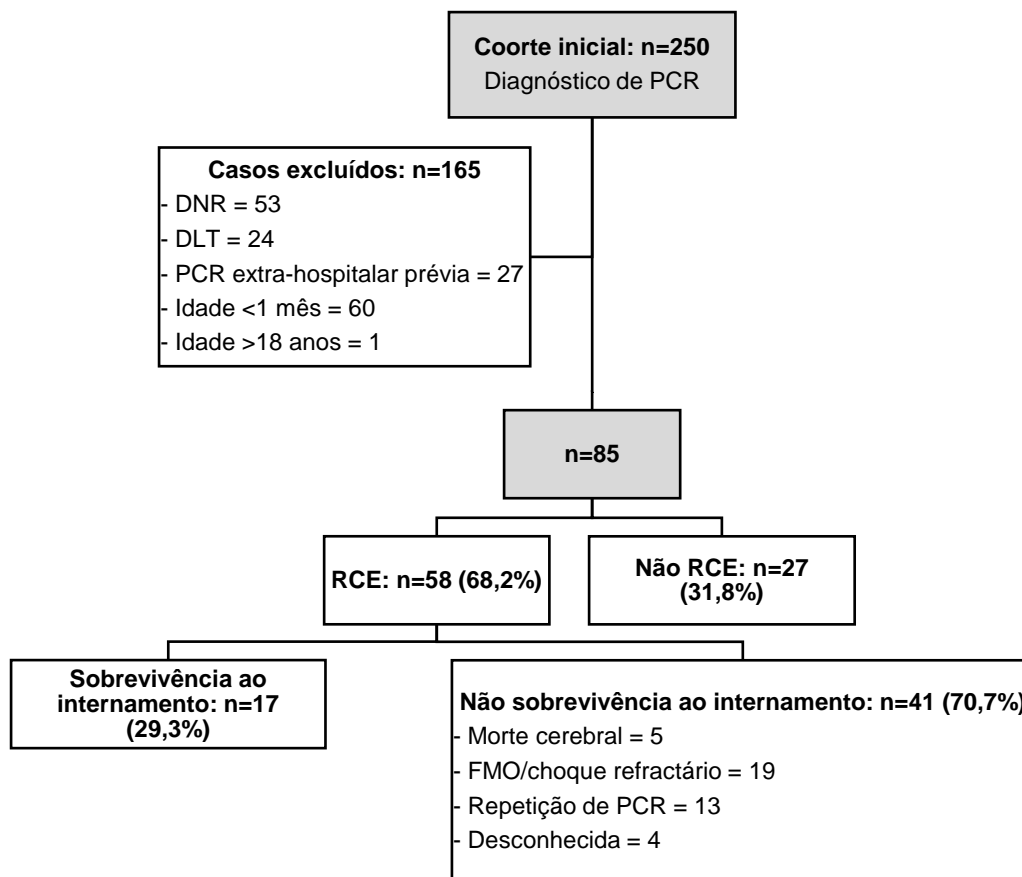 Coorte inicial: n=250
Diagnóstico de PCR
Casos excluídos: n=165
- DNR = 53
- DLT = 24
- PCR extra-hospitalar prévia = 27
- Idade <1 mês = 60
- Idade >18 anos = 1
n=85
RCE: n=58 (68,2%)
Não RCE: n=27
(31,8%)
Sobrevivência ao
internamento: n=17
(29,3%)
Não sobrevivência ao internamento: n=41 (70,7%)
- Morte cerebral = 5
- FMO/choque refractário = 19
- Repetição de PCR = 13
- Desconhecida = 4